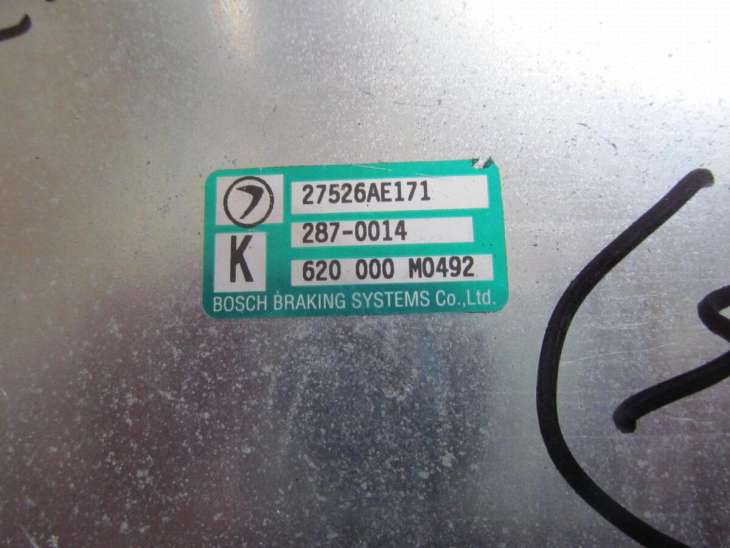 27526AE171
287-0014
K
620 000 M0492
BOSCH BRAKING SYSTEMS Co.,Ltd.